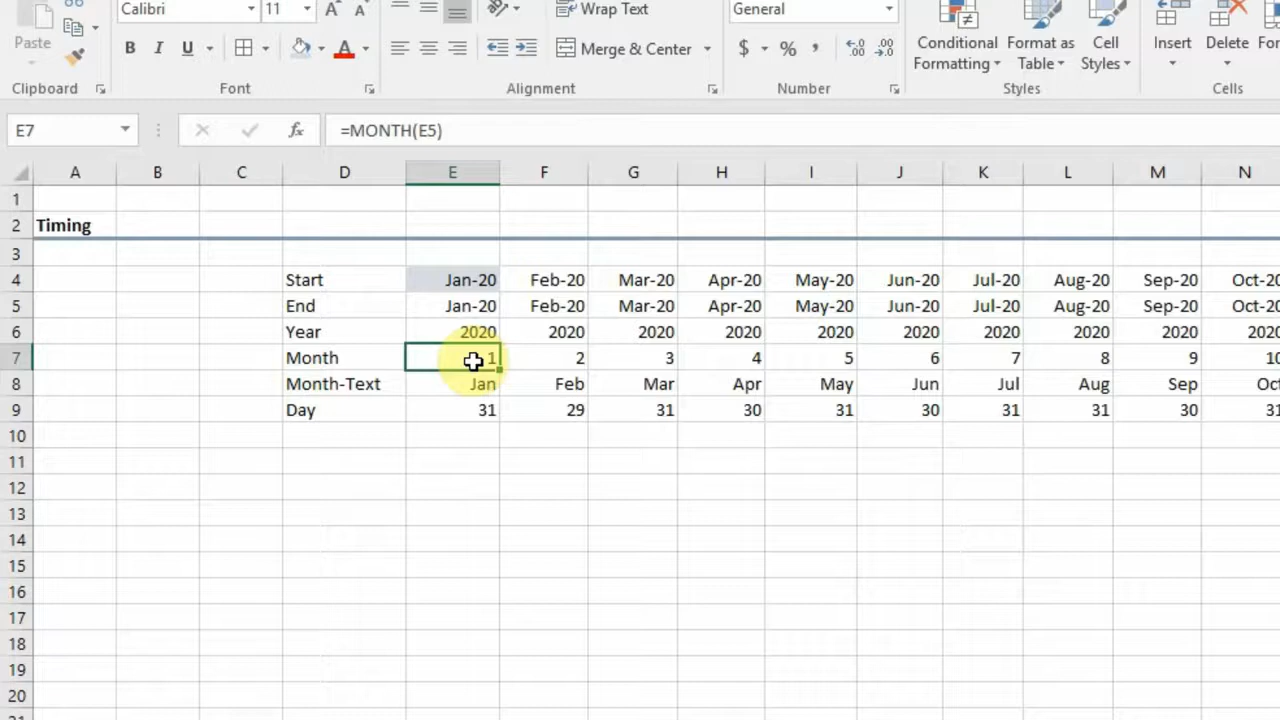 Calibri 11 A A Wrap Text General
Paste B I U A Merge & Center $ % , .00 .00 Conditional Formatting Format as Table Cell Styles Insert Delete
Clipboard Font Alignment Number Styles Cells
E7 fx =MONTH(E5)
A B C D E F G H I J K L M N
1
2 Timing
3
4 Start Jan-20 Feb-20 Mar-20 Apr-20 May-20 Jun-20 Jul-20 Aug-20 Sep-20 Oct-20
5 End Jan-20 Feb-20 Mar-20 Apr-20 May-20 Jun-20 Jul-20 Aug-20 Sep-20 Oct-20
6 Year 2020 2020 2020 2020 2020 2020 2020 2020 2020 2020
7 Month 1 2 3 4 5 6 7 8 9 10
8 Month-Text Jan Feb Mar Apr May Jun Jul Aug Sep Oct
9 Day 31 29 31 30 31 30 31 31 30 31
10
11
12
13
14
15
16
17
18
19
20